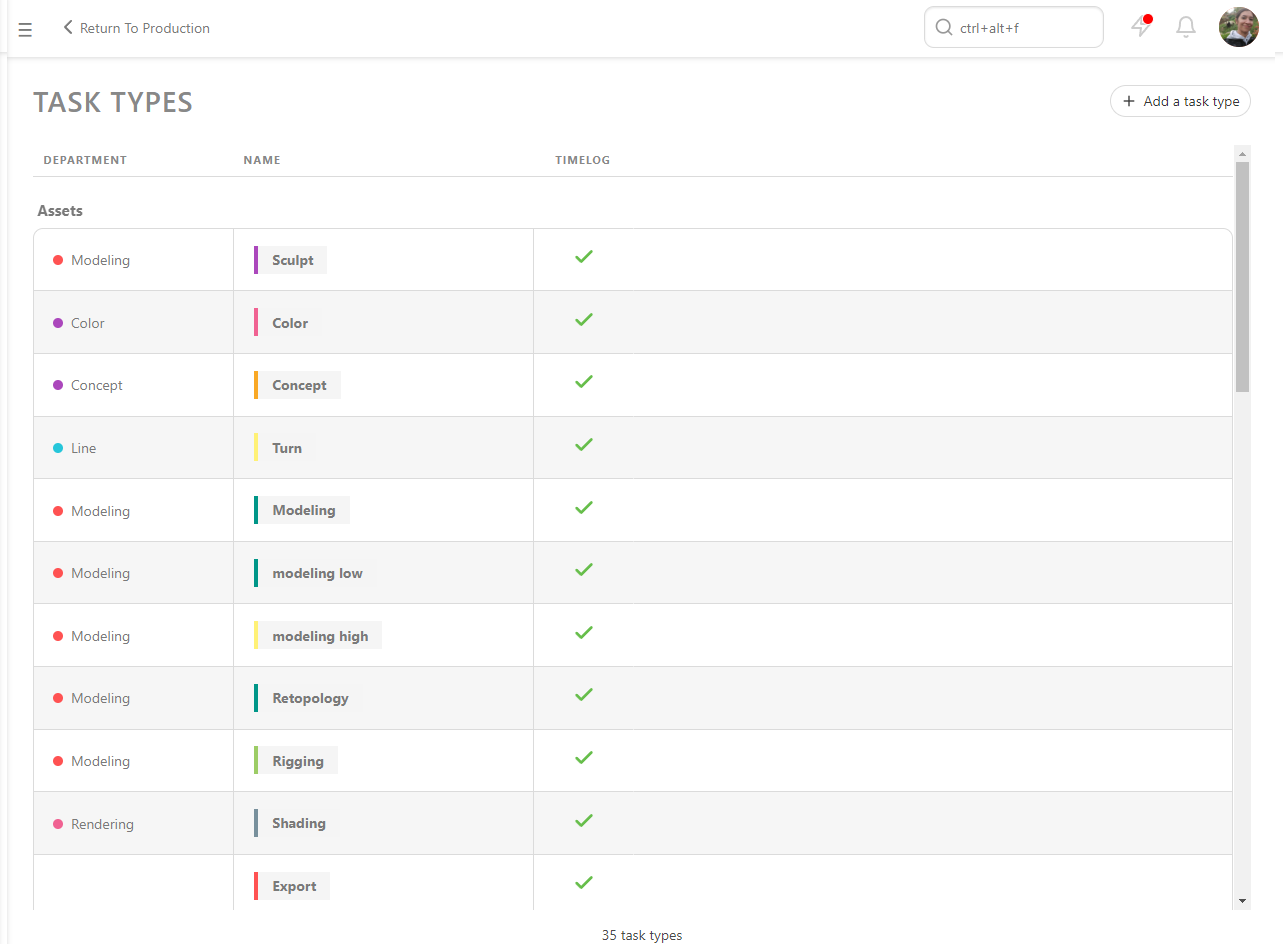 Return To Production
ctrl+alt+f
TASK TYPES
Add a task type
DEPARTMENT NAME TIMELOG
Assets
Modeling Sculpt
Color Color
Concept Concept
Line Turn
Modeling Modeling
Modeling modeling low
Modeling modeling high
Modeling Retopology
Modeling Rigging
Rendering Shading
Export
35 task types